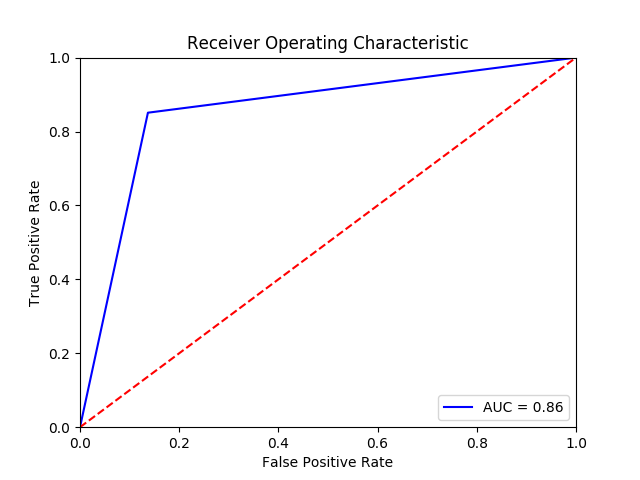 Receiver Operating Characteristic
True Positive Rate
1.0
0.8
0.6
0.4
0.2
0.0
AUC = 0.86
0.0 0.2 0.4 0.6 0.8 1.0
False Positive Rate